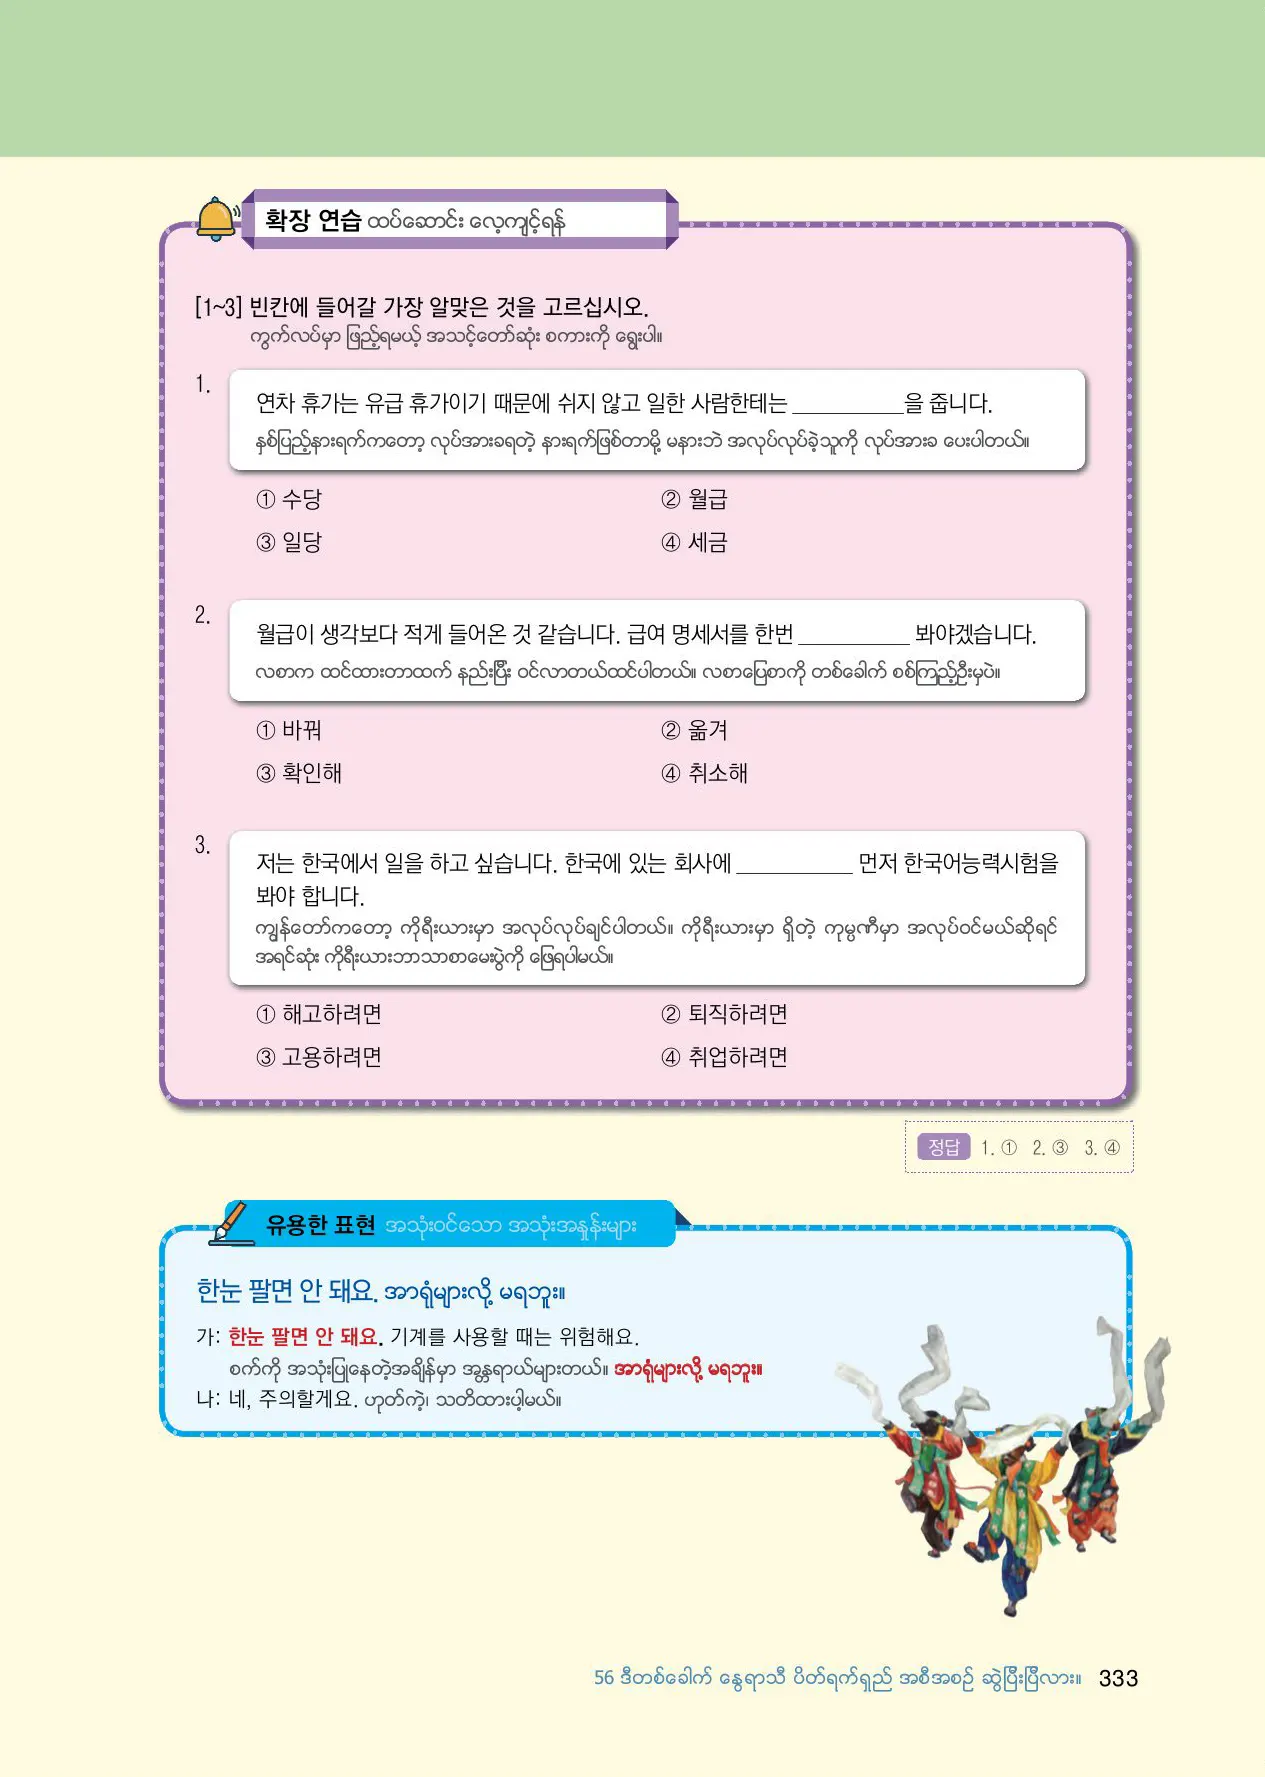 확장 연습 ထပ်ဆောင်း လေ့ကျင့်ရန်
[1~3] 빈칸에 들어갈 가장 알맞은 것을 고르십시오.
ကွက်လပ်မှာ ဖြည့်ရမယ့် အသင့်တော်ဆုံး စကားကို ရွေးပါ။
1.
연차 휴가는 유급 휴가이기 때문에 쉬지 않고 일한 사람한테는 __________을 줍니다.
နှစ်ပြည့်နားရက်ကတော့ လုပ်အားခရတဲ့ နားရက်ဖြစ်တာမို့ မနားဘဲ အလုပ်လုပ်ခဲ့သူကို လုပ်အားခ ပေးပါတယ်။
① 수당 ② 월급
③ 일당 ④ 세금
2.
월급이 생각보다 적게 들어온 것 같습니다. 급여 명세서를 한번 __________ 봐야겠습니다.
လစာက ထင်ထားတာထက် နည်းပြီး ဝင်လာတယ်ထင်ပါတယ်။ လစာပြေစာကို တစ်ခေါက် စစ်ကြည့်ဦးမှပဲ။
① 바꿔 ② 옮겨
③ 확인해 ④ 취소해
3.
저는 한국에서 일을 하고 싶습니다. 한국에 있는 회사에 __________ 먼저 한국어능력시험을
봐야 합니다.
ကျွန်တော်ကတော့ ကိုရီးယားမှာ အလုပ်လုပ်ချင်ပါတယ်။ ကိုရီးယားမှာ ရှိတဲ့ ကုမ္ပဏီမှာ အလုပ်ဝင်မယ်ဆိုရင်
အရင်ဆုံး ကိုရီးယားဘာသာစာမေးပွဲကို ဖြေရပါမယ်။
① 해고하려면 ② 퇴직하려면
③ 고용하려면 ④ 취업하려면
정답 1. ① 2. ③ 3. ④
유용한 표현 အသုံးဝင်သော အသုံးအနှုန်းများ
한눈 팔면 안 돼요. အာရုံများလို့ မရဘူး။
가: 한눈 팔면 안 돼요. 기계를 사용할 때는 위험해요.
စက်ကို အသုံးပြုနေတဲ့အချိန်မှာ အန္တရာယ်များတယ်။ အာရုံများလို့ မရဘူး။
나: 네, 주의할게요. ဟုတ်ကဲ့၊ သတိထားပါ့မယ်။
56 ဒီတစ်ခေါက် နွေရာသီ ပိတ်ရက်ရှည် အစီအစဉ် ဆွဲပြီးပြီလား။ 333